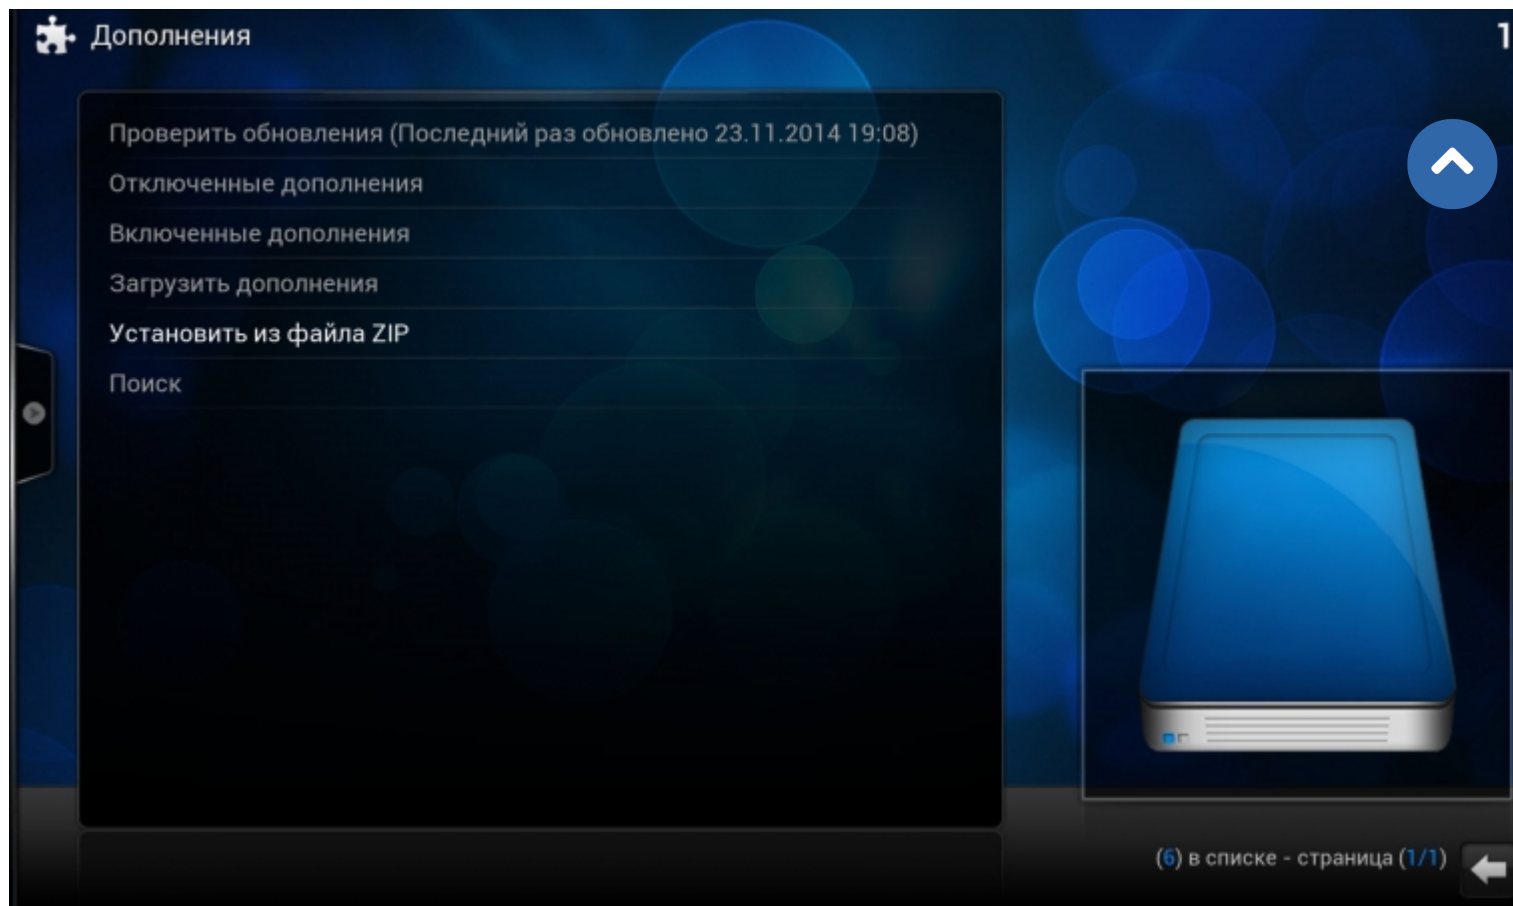 Дополнения
1
Проверить обновления (Последний раз обновлено 23.11.2014 19:08)
Отключенные дополнения
Включенные дополнения
Загрузить дополнения
Установить из файла ZIP
Поиск
(6) в списке - страница (1/1)